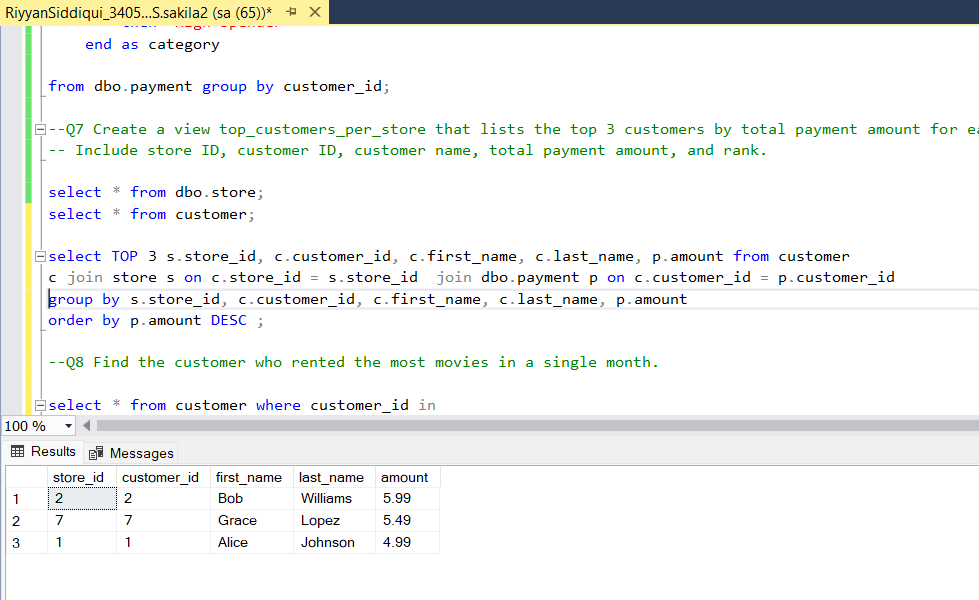 RiyyanSiddiqui_3405...S.sakila2 (sa (65))*
end as category
from dbo.payment group by customer_id;
--Q7 Create a view top_customers_per_store that lists the top 3 customers by total payment amount for
-- Include store ID, customer ID, customer name, total payment amount, and rank.
select * from dbo.store;
select * from customer;
select TOP 3 s.store_id, c.customer_id, c.first_name, c.last_name, p.amount from customer
c join store s on c.store_id = s.store_id  join dbo.payment p on c.customer_id = p.customer_id
group by s.store_id, c.customer_id, c.first_name, c.last_name, p.amount
order by p.amount DESC ;
--Q8 Find the customer who rented the most movies in a single month.
select * from customer where customer_id in
100 %
Results Messages
store_id customer_id first_name last_name amount
1 2 2 Bob Williams 5.99
2 7 7 Grace Lopez 5.49
3 1 1 Alice Johnson 4.99